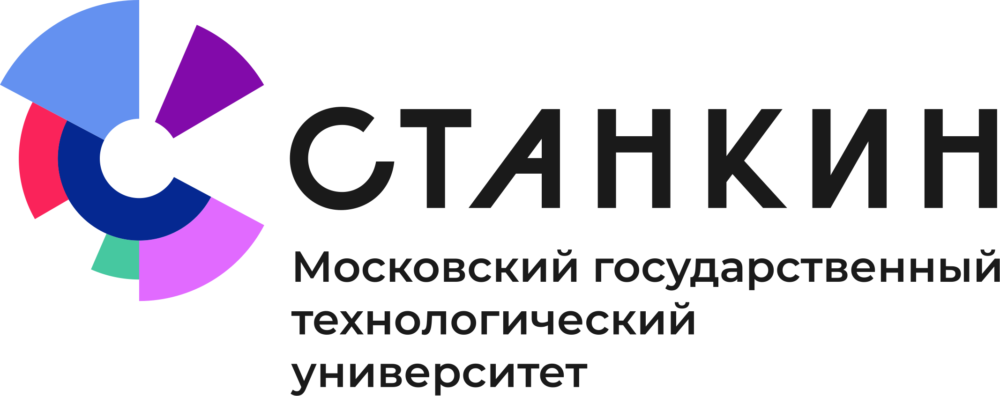 СТАНКИН
Московский государственный
технологический
университет